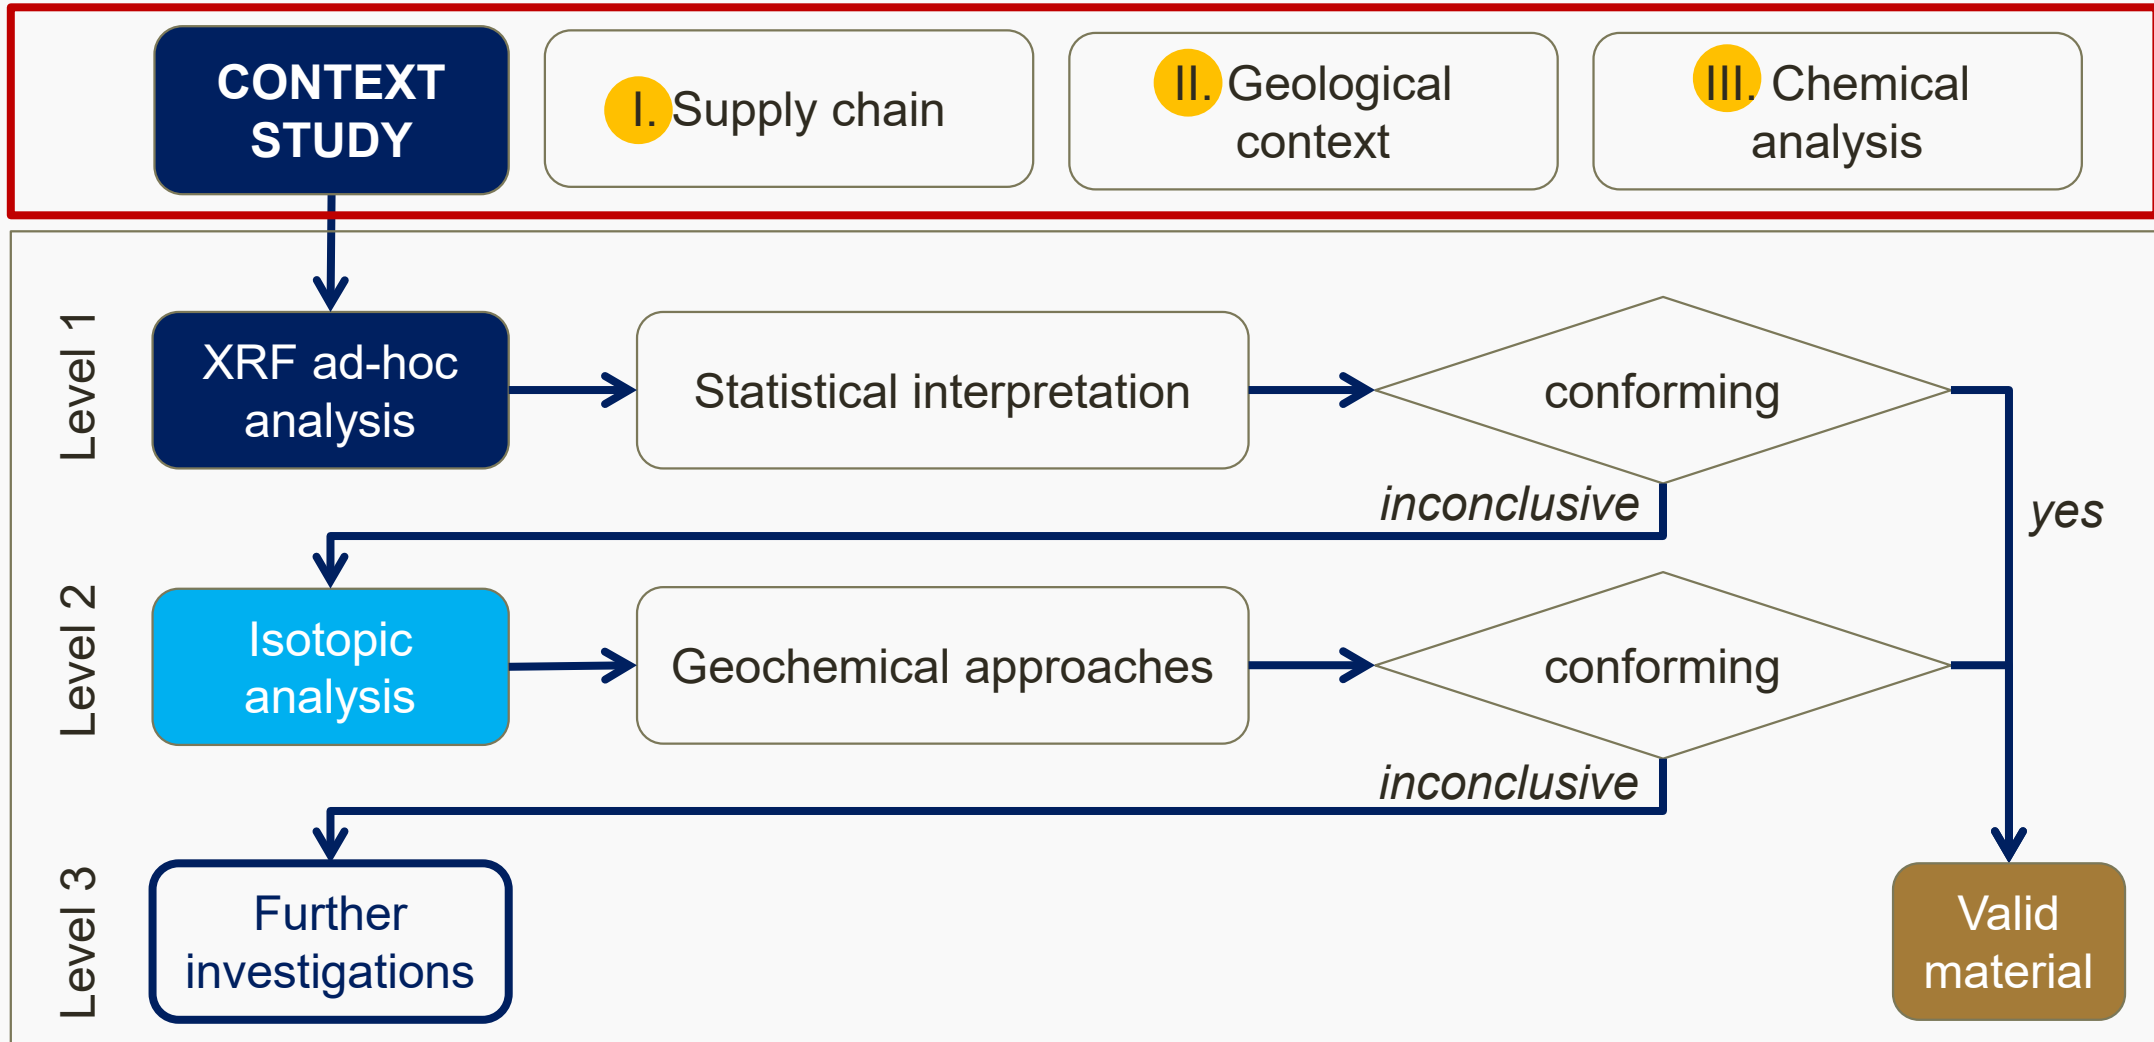 CONTEXT
STUDY
I. Supply chain
II. Geological
context
III. Chemical
analysis
Level 1
XRF ad-hoc
analysis
Statistical interpretation
conforming
inconclusive
yes
Level 2
Isotopic
analysis
Geochemical approaches
conforming
inconclusive
Level 3
Further
investigations
Valid
material